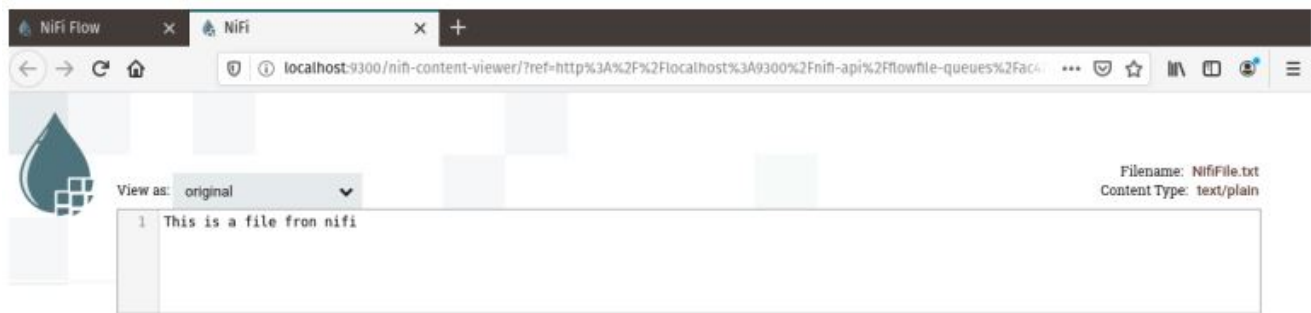 NiFi Flow
NiFi
localhost:9300/nifi-content-viewer/?ref=http%3A%2F%2Flocalhost%3A9300%2Fnifi-api%2Fflowfile-queues%2Fac4
Filename: NifiFile.txt
View as: original
Content Type: text/plain
1 This is a file fron nifi